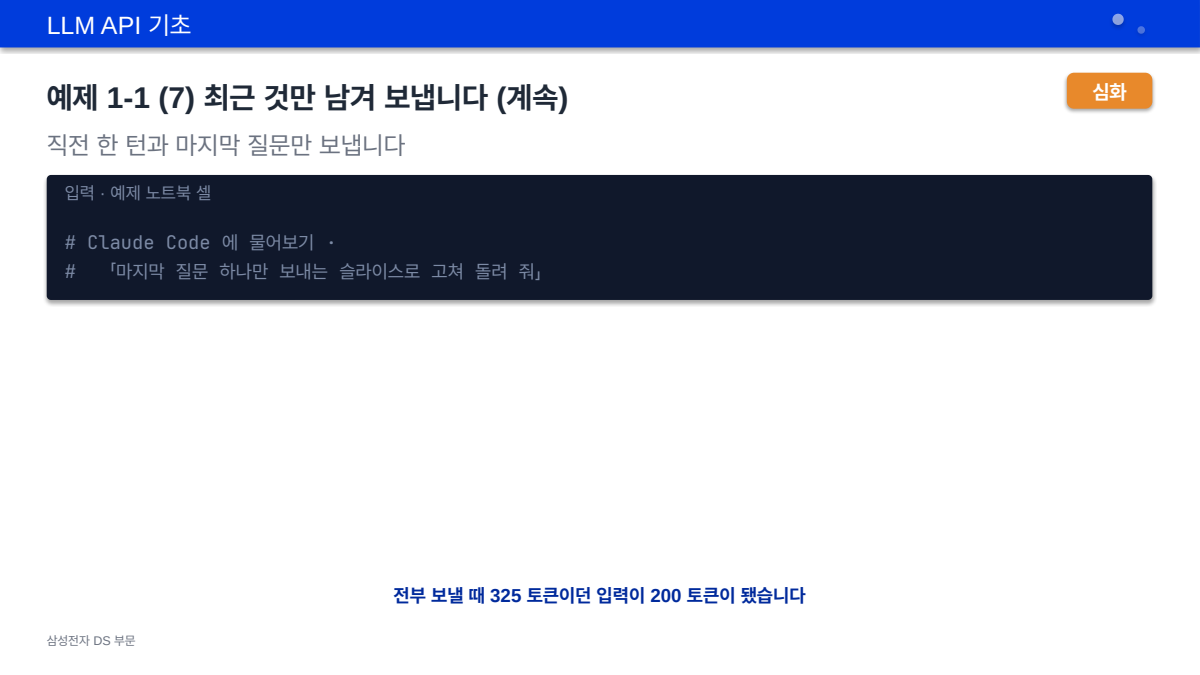 LLM API 기초
예제 1-1 (7) 최근 것만 남겨 보냅니다 (계속)
심화
직전 한 턴과 마지막 질문만 보냅니다
입력 · 예제 노트북 셀
# Claude Code 에 물어보기 ·
#   「마지막 질문 하나만 보내는 슬라이스로 고쳐 돌려 줘」
전부 보낼 때 325 토큰이던 입력이 200 토큰이 됐습니다
삼성전자 DS 부문